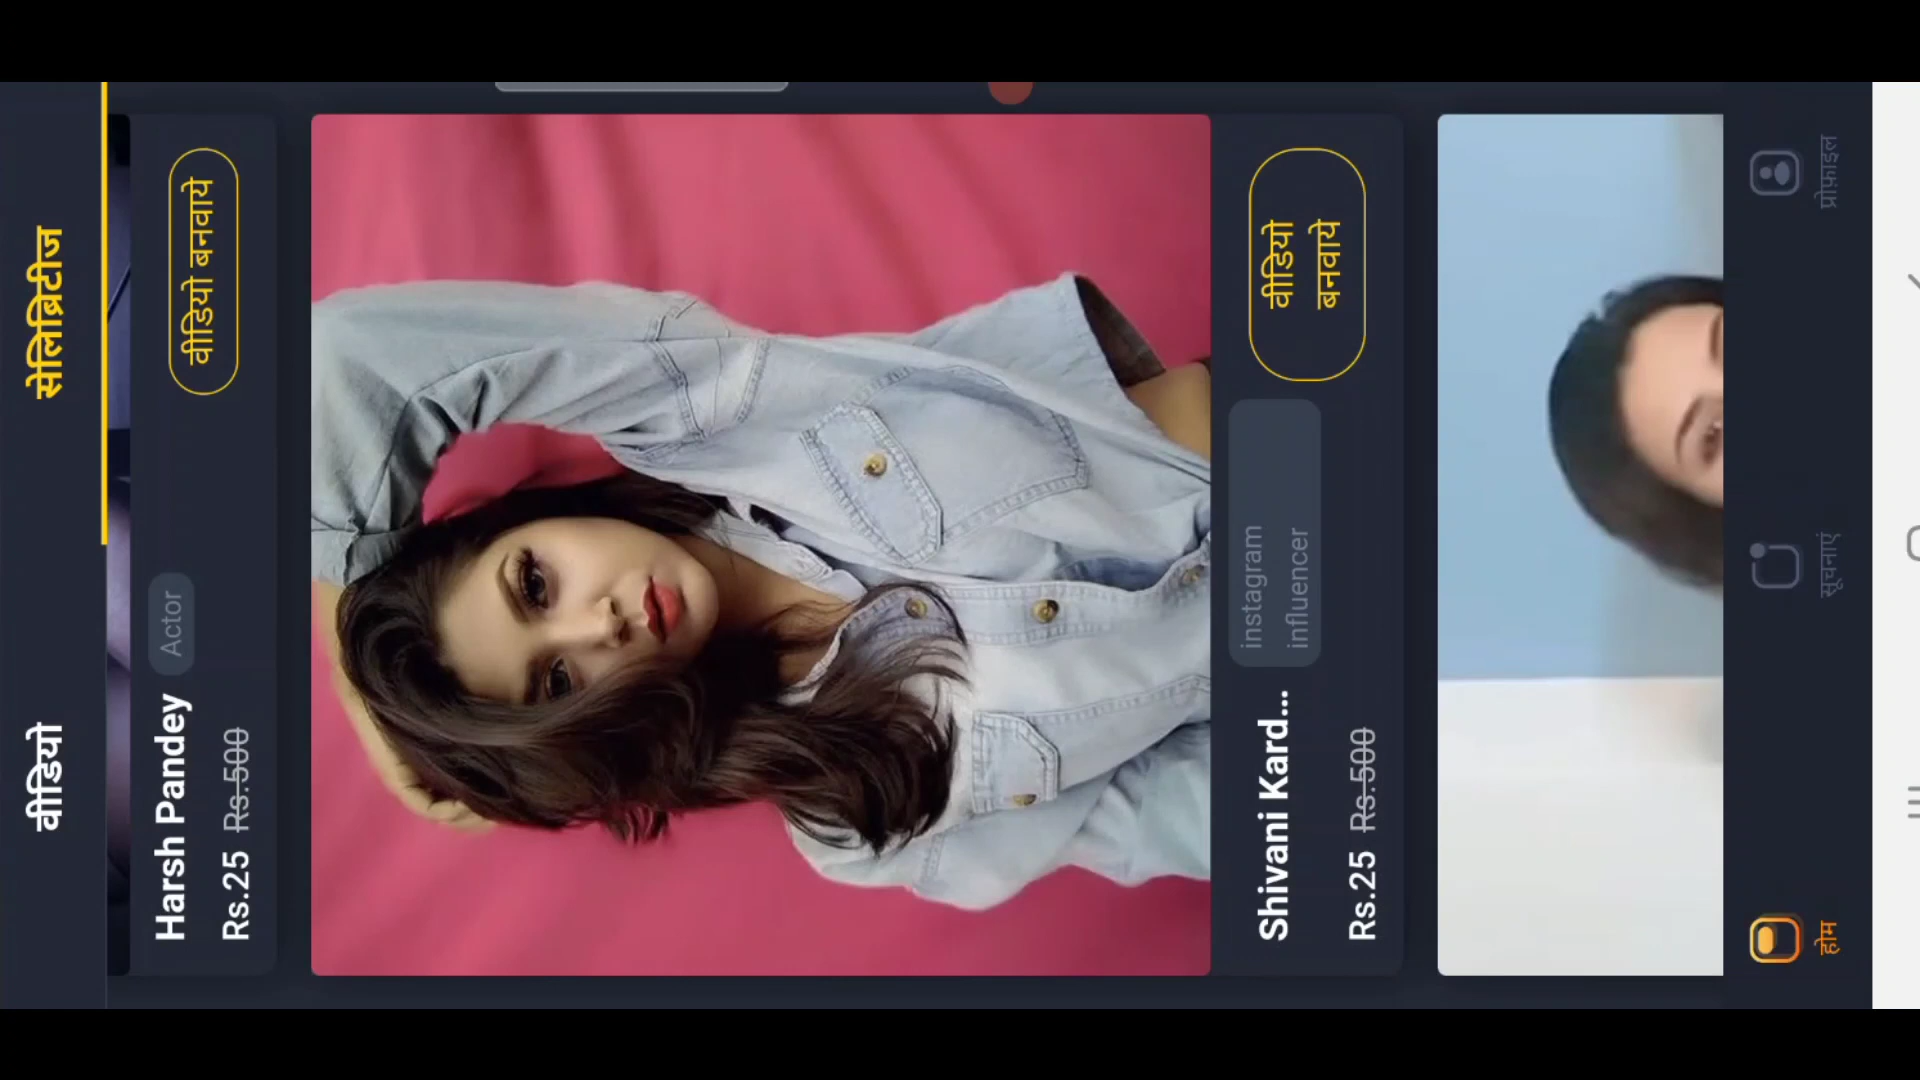 वीडियो
सेलिब्रिटीज
Harsh Pandey
Actor
वीडियो बनवाये
Rs.25 Rs.500
Shivani Kard...
instagram
influencer
वीडियो
बनवाये
Rs.25 Rs.500
होम
सूचनाएं
प्रोफ़ाइल